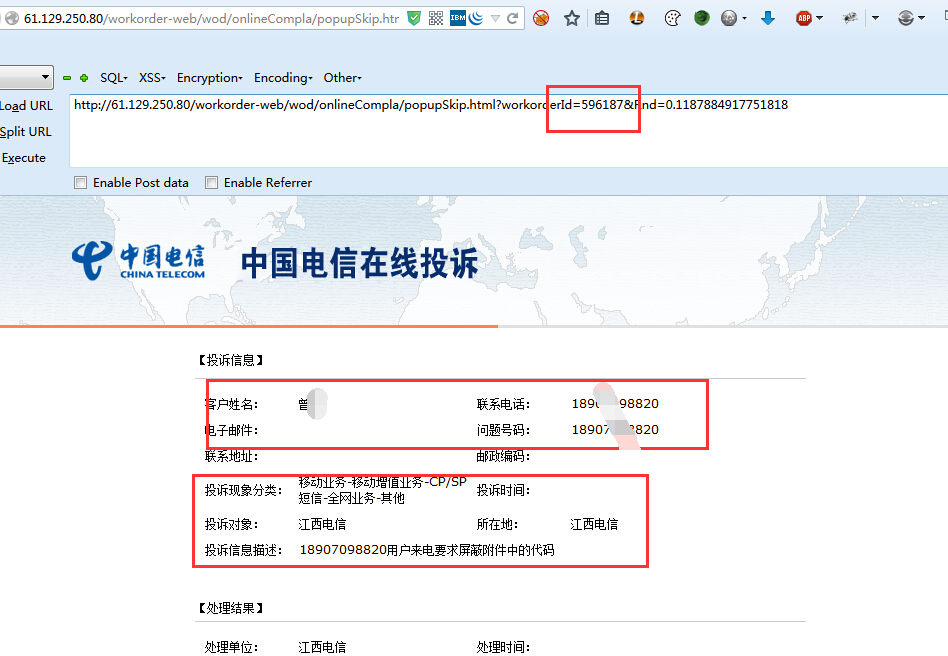 61.129.250.80/workorder-web/wod/onlineCompla/popupSkip.htr
SQL▾ XSS▾ Encryption▾ Encoding▾ Other▾
Load URL
http://61.129.250.80/workorder-web/wod/onlineCompla/popupSkip.html?workorderId=596187&Rnd=0.1187884917751818
Split URL
Execute
Enable Post data Enable Referrer
中国电信
CHINA TELECOM
中国电信在线投诉
【投诉信息】
客户姓名： 曾 联系电话： 1890 98820
电子邮件： 问题号码： 18907 8820
联系地址： 邮政编码：
投诉现象分类： 移动业务-移动增值业务-CP/SP 投诉时间：
短信-全网业务-其他
投诉对象： 江西电信 所在地： 江西电信
投诉信息描述： 18907098820用户来电要求屏蔽附件中的代码
【处理结果】
处理单位： 江西电信 处理时间：